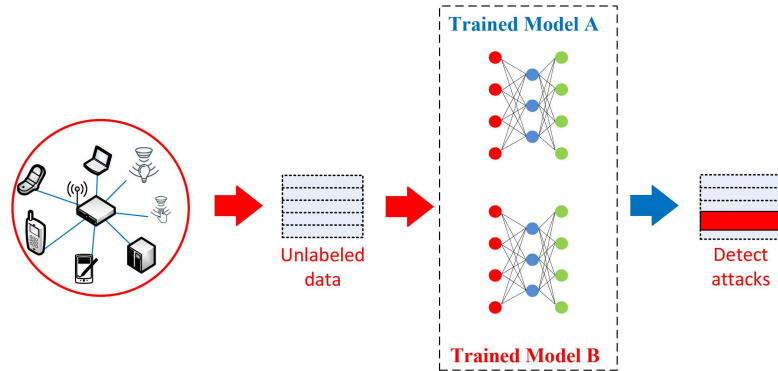 Trained Model A
Unlabeled
data
Detect
attacks
Trained Model B